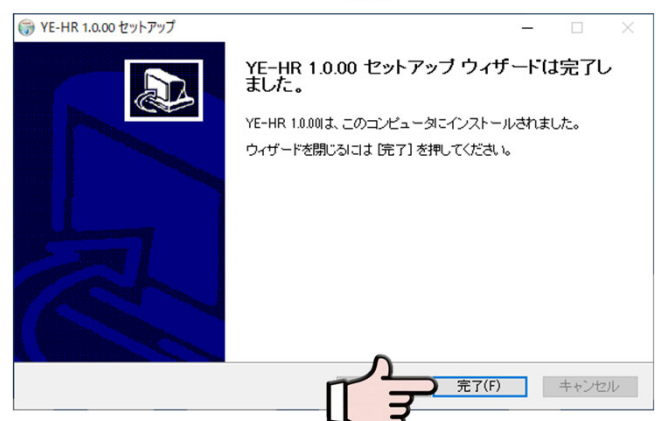 YE-HR 1.0.00 セットアップ
YE-HR 1.0.00 セットアップ ウィザードは完了し
ました。
YE-HR 1.0.00は、このコンピュータにインストールされました。
ウィザードを閉じるには [完了] を押してください。
完了(F)
キャンセル